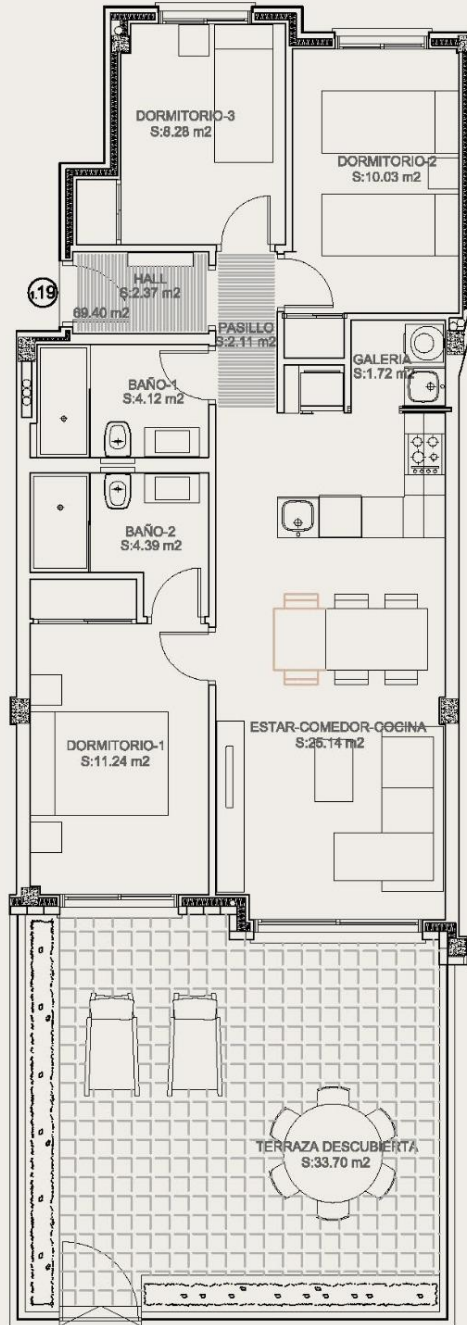 DORMITORIO-3
S:8.28 m2
DORMITORIO-2
S:10.03 m2
1.19
HALL
S:2.37 m2
69.40 m2
PASILLO
S:2.11 m2
GALERIA
S:1.72 m2
BAÑO-1
S:4.12 m2
BAÑO-2
S:4.39 m2
ESTAR-COMEDOR-COCINA
S:25.14 m2
DORMITORIO-1
S:11.24 m2
TERRAZA DESCUBIERTA
S:33.70 m2